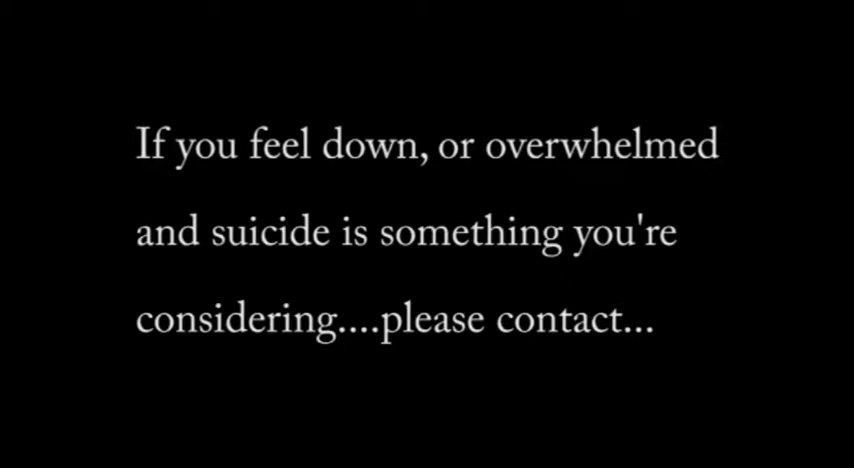 If you feel down, or overwhelmed
and suicide is something you're
considering....please contact...